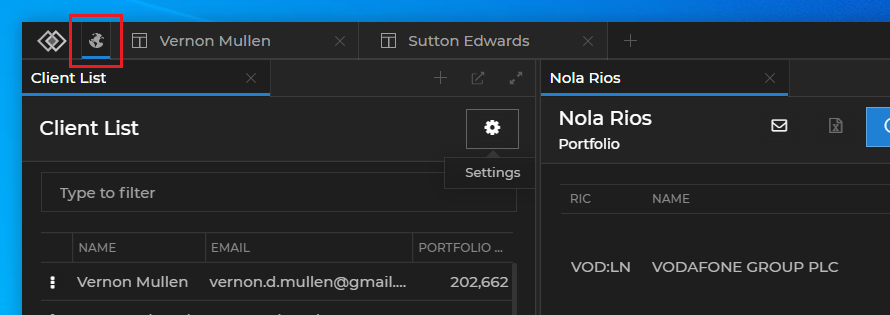 Vernon Mullen
Sutton Edwards
Client List
Nola Rios
Client List
Nola Rios
Portfolio
Settings
Type to filter
RIC NAME
NAME EMAIL PORTFOLIO ...
Vernon Mullen vernon.d.mullen@gmail.... 202,662
VOD:LN VODAFONE GROUP PLC